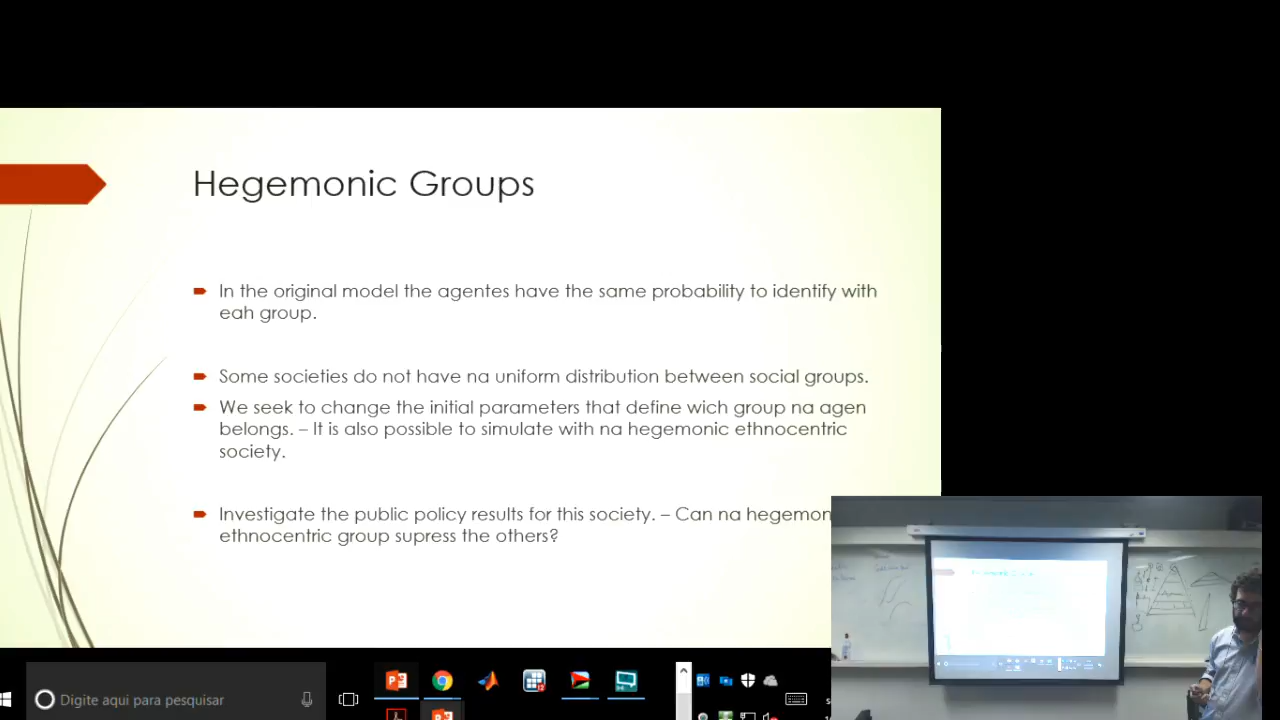 Hegemonic Groups
In the original model the agentes have the same probability to identify with
eah group.
Some societies do not have na uniform distribution between social groups.
We seek to change the initial parameters that define wich group na agen
belongs. – It is also possible to simulate with na hegemonic ethnocentric
society.
Investigate the public policy results for this society. – Can na hegemon
ethnocentric group supress the others?
Digite aqui para pesquisar